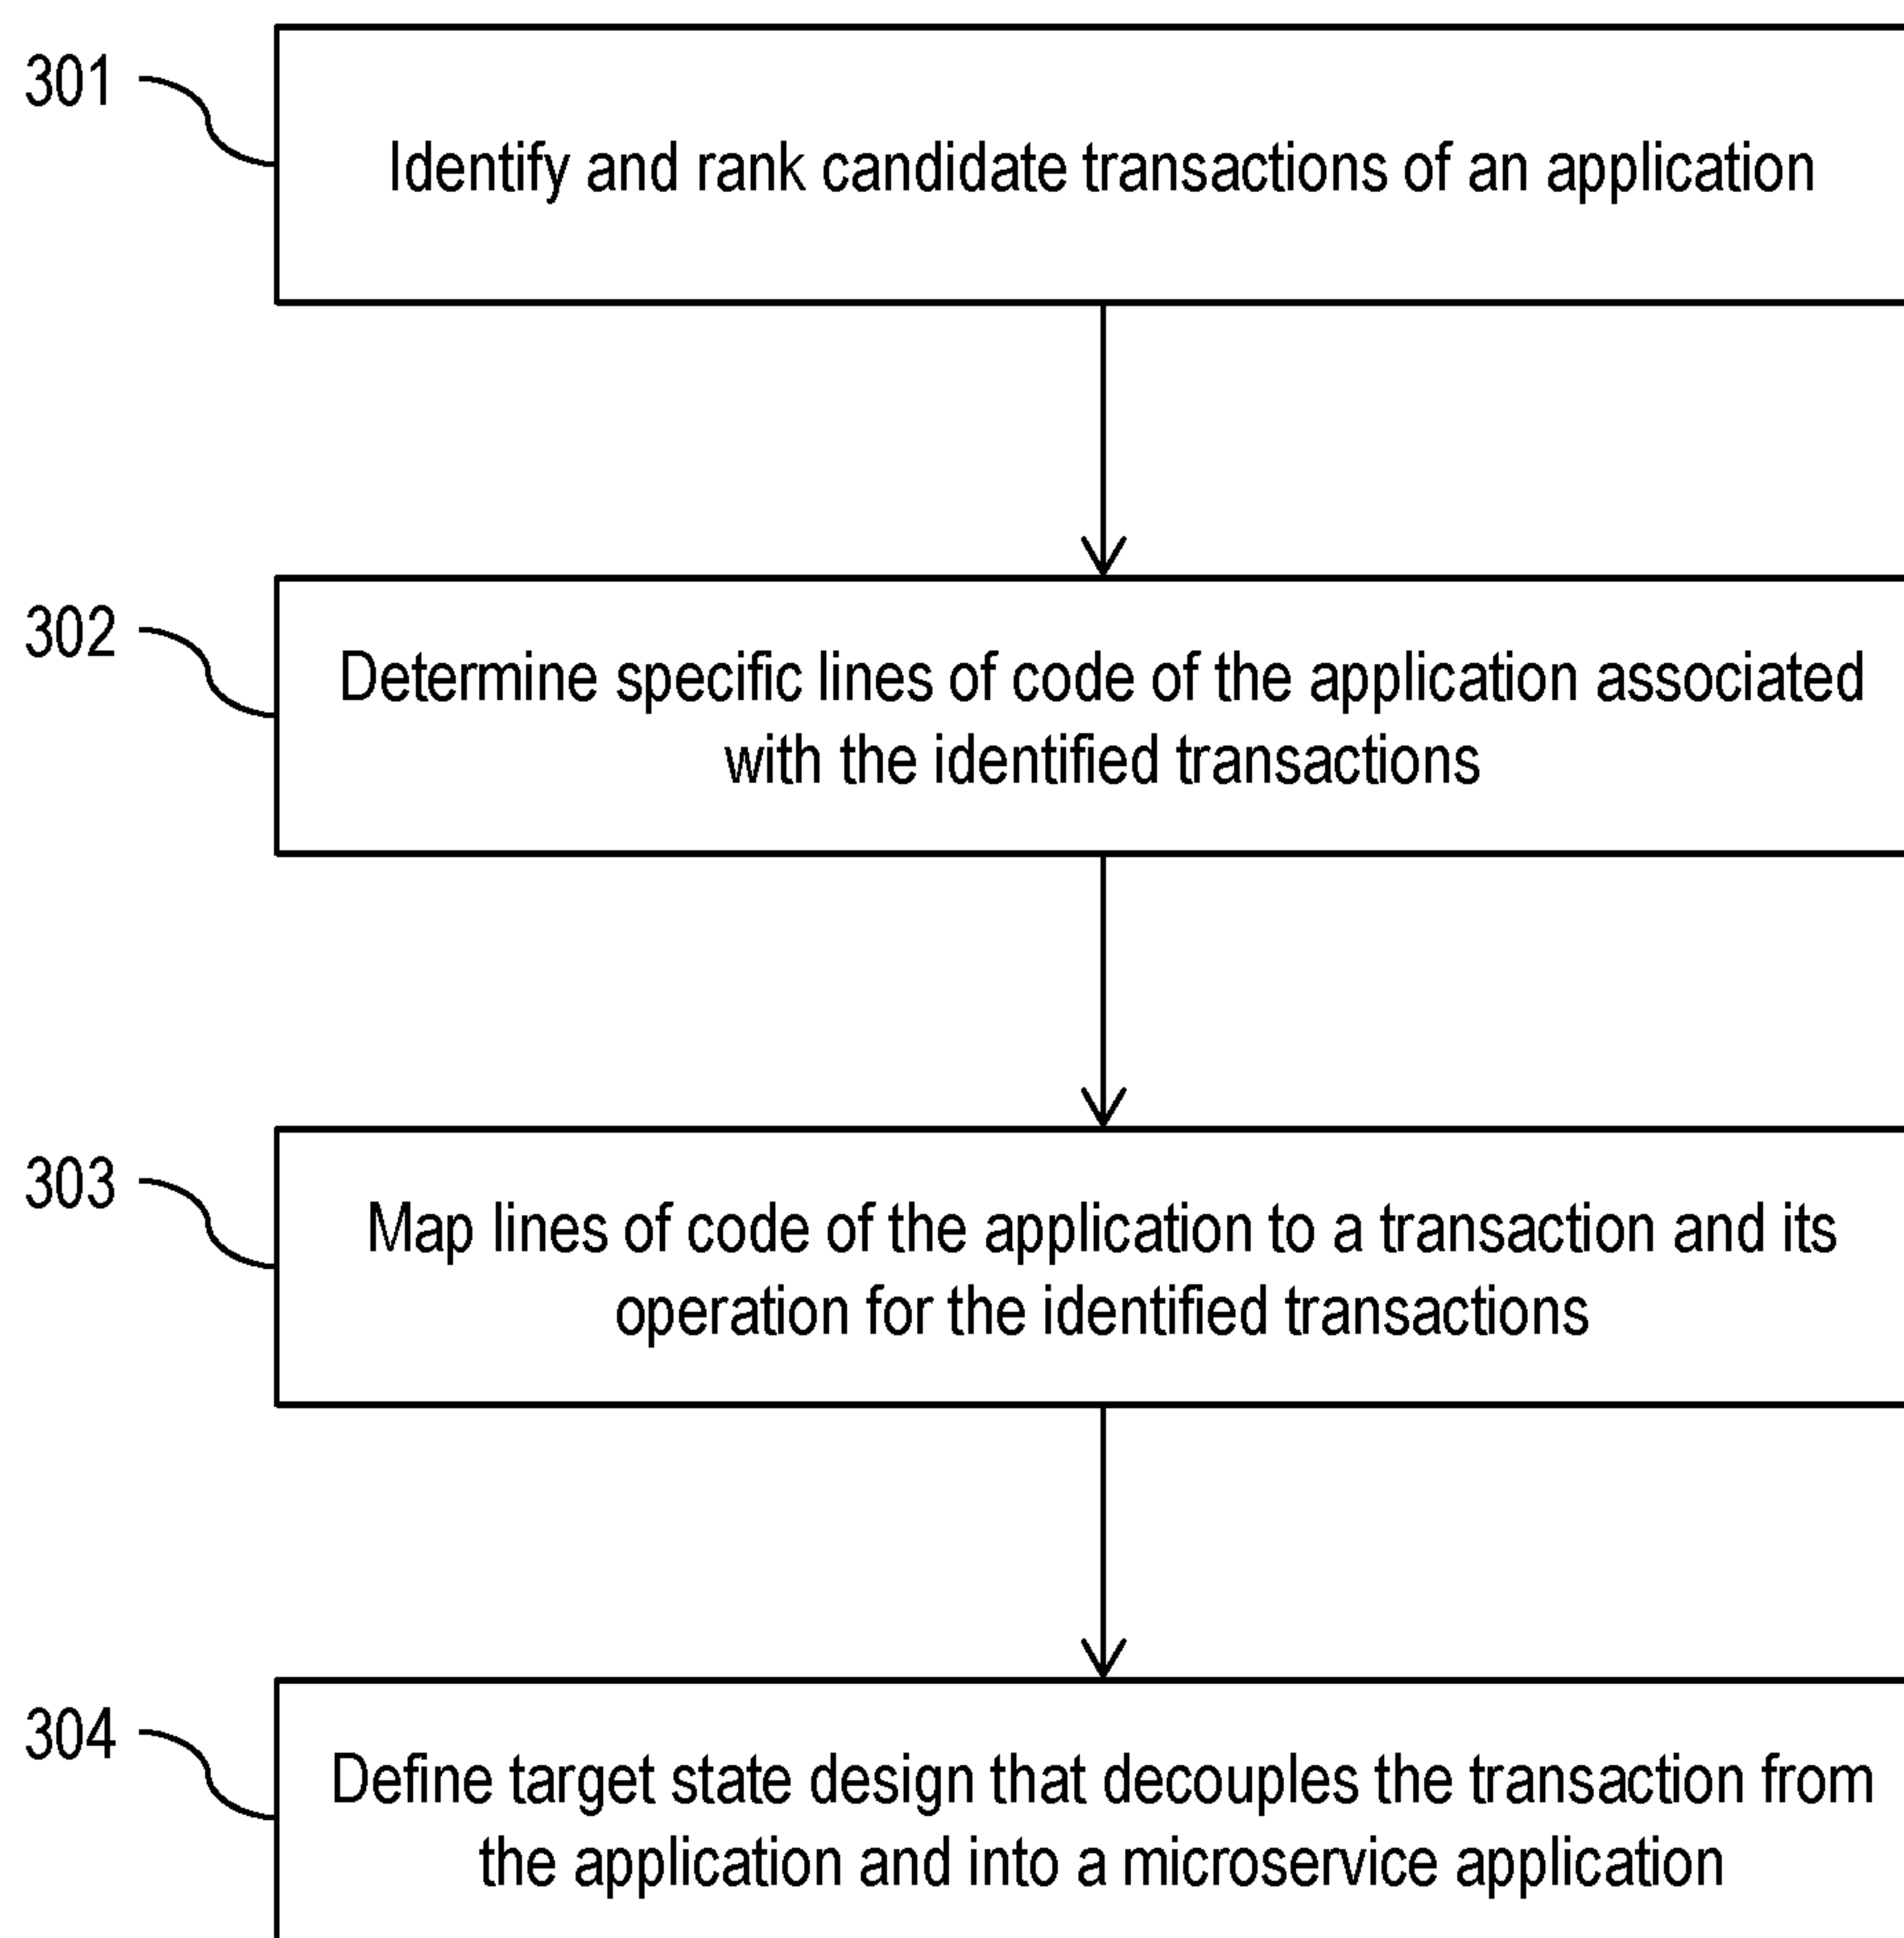 301
Identify and rank candidate transactions of an application
302
Determine specific lines of code of the application associated
with the identified transactions
303
Map lines of code of the application to a transaction and its
operation for the identified transactions
304
Define target state design that decouples the transaction from
the application and into a microservice application